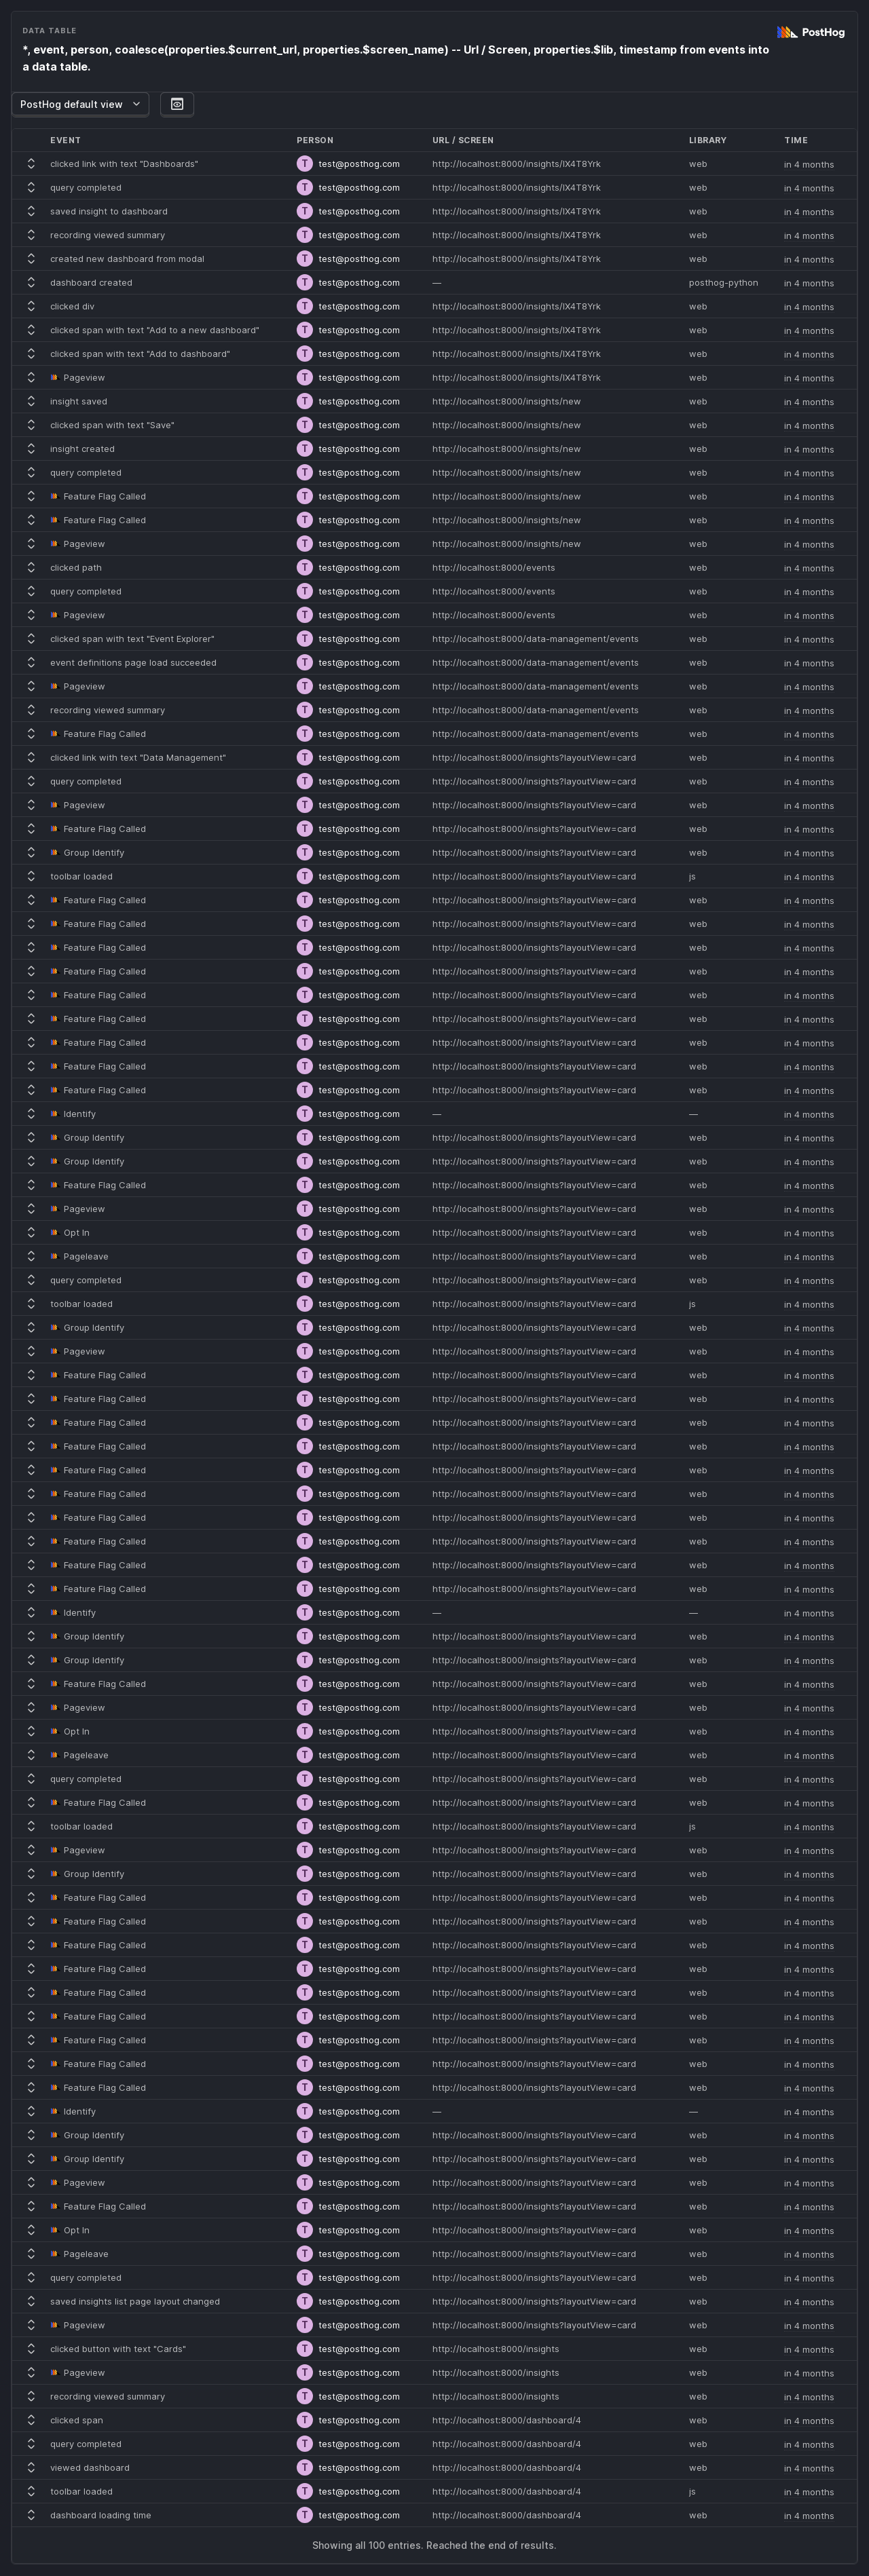 DATA TABLE
*, event, person, coalesce(properties.$current_url, properties.$screen_name) -- Url / Screen, properties.$lib, timestamp from events into
a data table.
PostHog
PostHog default view
EVENT PERSON URL / SCREEN LIBRARY TIME
clicked link with text "Dashboards" T test@posthog.com http://localhost:8000/insights/IX4T8Yrk web in 4 months
query completed T test@posthog.com http://localhost:8000/insights/IX4T8Yrk web in 4 months
saved insight to dashboard T test@posthog.com http://localhost:8000/insights/IX4T8Yrk web in 4 months
recording viewed summary T test@posthog.com http://localhost:8000/insights/IX4T8Yrk web in 4 months
created new dashboard from modal T test@posthog.com http://localhost:8000/insights/IX4T8Yrk web in 4 months
dashboard created T test@posthog.com — posthog-python in 4 months
clicked div T test@posthog.com http://localhost:8000/insights/IX4T8Yrk web in 4 months
clicked span with text "Add to a new dashboard" T test@posthog.com http://localhost:8000/insights/IX4T8Yrk web in 4 months
clicked span with text "Add to dashboard" T test@posthog.com http://localhost:8000/insights/IX4T8Yrk web in 4 months
Pageview T test@posthog.com http://localhost:8000/insights/IX4T8Yrk web in 4 months
insight saved T test@posthog.com http://localhost:8000/insights/new web in 4 months
clicked span with text "Save" T test@posthog.com http://localhost:8000/insights/new web in 4 months
insight created T test@posthog.com http://localhost:8000/insights/new web in 4 months
query completed T test@posthog.com http://localhost:8000/insights/new web in 4 months
Feature Flag Called T test@posthog.com http://localhost:8000/insights/new web in 4 months
Feature Flag Called T test@posthog.com http://localhost:8000/insights/new web in 4 months
Pageview T test@posthog.com http://localhost:8000/insights/new web in 4 months
clicked path T test@posthog.com http://localhost:8000/events web in 4 months
query completed T test@posthog.com http://localhost:8000/events web in 4 months
Pageview T test@posthog.com http://localhost:8000/events web in 4 months
clicked span with text "Event Explorer" T test@posthog.com http://localhost:8000/data-management/events web in 4 months
event definitions page load succeeded T test@posthog.com http://localhost:8000/data-management/events web in 4 months
Pageview T test@posthog.com http://localhost:8000/data-management/events web in 4 months
recording viewed summary T test@posthog.com http://localhost:8000/data-management/events web in 4 months
Feature Flag Called T test@posthog.com http://localhost:8000/data-management/events web in 4 months
clicked link with text "Data Management" T test@posthog.com http://localhost:8000/insights?layoutView=card web in 4 months
query completed T test@posthog.com http://localhost:8000/insights?layoutView=card web in 4 months
Pageview T test@posthog.com http://localhost:8000/insights?layoutView=card web in 4 months
Feature Flag Called T test@posthog.com http://localhost:8000/insights?layoutView=card web in 4 months
Group Identify T test@posthog.com http://localhost:8000/insights?layoutView=card web in 4 months
toolbar loaded T test@posthog.com http://localhost:8000/insights?layoutView=card js in 4 months
Feature Flag Called T test@posthog.com http://localhost:8000/insights?layoutView=card web in 4 months
Feature Flag Called T test@posthog.com http://localhost:8000/insights?layoutView=card web in 4 months
Feature Flag Called T test@posthog.com http://localhost:8000/insights?layoutView=card web in 4 months
Feature Flag Called T test@posthog.com http://localhost:8000/insights?layoutView=card web in 4 months
Feature Flag Called T test@posthog.com http://localhost:8000/insights?layoutView=card web in 4 months
Feature Flag Called T test@posthog.com http://localhost:8000/insights?layoutView=card web in 4 months
Feature Flag Called T test@posthog.com http://localhost:8000/insights?layoutView=card web in 4 months
Feature Flag Called T test@posthog.com http://localhost:8000/insights?layoutView=card web in 4 months
Feature Flag Called T test@posthog.com http://localhost:8000/insights?layoutView=card web in 4 months
Identify T test@posthog.com — — in 4 months
Group Identify T test@posthog.com http://localhost:8000/insights?layoutView=card web in 4 months
Group Identify T test@posthog.com http://localhost:8000/insights?layoutView=card web in 4 months
Feature Flag Called T test@posthog.com http://localhost:8000/insights?layoutView=card web in 4 months
Pageview T test@posthog.com http://localhost:8000/insights?layoutView=card web in 4 months
Opt In T test@posthog.com http://localhost:8000/insights?layoutView=card web in 4 months
Pageleave T test@posthog.com http://localhost:8000/insights?layoutView=card web in 4 months
query completed T test@posthog.com http://localhost:8000/insights?layoutView=card web in 4 months
toolbar loaded T test@posthog.com http://localhost:8000/insights?layoutView=card js in 4 months
Group Identify T test@posthog.com http://localhost:8000/insights?layoutView=card web in 4 months
Pageview T test@posthog.com http://localhost:8000/insights?layoutView=card web in 4 months
Feature Flag Called T test@posthog.com http://localhost:8000/insights?layoutView=card web in 4 months
Feature Flag Called T test@posthog.com http://localhost:8000/insights?layoutView=card web in 4 months
Feature Flag Called T test@posthog.com http://localhost:8000/insights?layoutView=card web in 4 months
Feature Flag Called T test@posthog.com http://localhost:8000/insights?layoutView=card web in 4 months
Feature Flag Called T test@posthog.com http://localhost:8000/insights?layoutView=card web in 4 months
Feature Flag Called T test@posthog.com http://localhost:8000/insights?layoutView=card web in 4 months
Feature Flag Called T test@posthog.com http://localhost:8000/insights?layoutView=card web in 4 months
Feature Flag Called T test@posthog.com http://localhost:8000/insights?layoutView=card web in 4 months
Feature Flag Called T test@posthog.com http://localhost:8000/insights?layoutView=card web in 4 months
Feature Flag Called T test@posthog.com http://localhost:8000/insights?layoutView=card web in 4 months
Identify T test@posthog.com — — in 4 months
Group Identify T test@posthog.com http://localhost:8000/insights?layoutView=card web in 4 months
Group Identify T test@posthog.com http://localhost:8000/insights?layoutView=card web in 4 months
Feature Flag Called T test@posthog.com http://localhost:8000/insights?layoutView=card web in 4 months
Pageview T test@posthog.com http://localhost:8000/insights?layoutView=card web in 4 months
Opt In T test@posthog.com http://localhost:8000/insights?layoutView=card web in 4 months
Pageleave T test@posthog.com http://localhost:8000/insights?layoutView=card web in 4 months
query completed T test@posthog.com http://localhost:8000/insights?layoutView=card web in 4 months
Feature Flag Called T test@posthog.com http://localhost:8000/insights?layoutView=card web in 4 months
toolbar loaded T test@posthog.com http://localhost:8000/insights?layoutView=card js in 4 months
Pageview T test@posthog.com http://localhost:8000/insights?layoutView=card web in 4 months
Group Identify T test@posthog.com http://localhost:8000/insights?layoutView=card web in 4 months
Feature Flag Called T test@posthog.com http://localhost:8000/insights?layoutView=card web in 4 months
Feature Flag Called T test@posthog.com http://localhost:8000/insights?layoutView=card web in 4 months
Feature Flag Called T test@posthog.com http://localhost:8000/insights?layoutView=card web in 4 months
Feature Flag Called T test@posthog.com http://localhost:8000/insights?layoutView=card web in 4 months
Feature Flag Called T test@posthog.com http://localhost:8000/insights?layoutView=card web in 4 months
Feature Flag Called T test@posthog.com http://localhost:8000/insights?layoutView=card web in 4 months
Feature Flag Called T test@posthog.com http://localhost:8000/insights?layoutView=card web in 4 months
Feature Flag Called T test@posthog.com http://localhost:8000/insights?layoutView=card web in 4 months
Feature Flag Called T test@posthog.com http://localhost:8000/insights?layoutView=card web in 4 months
Identify T test@posthog.com — — in 4 months
Group Identify T test@posthog.com http://localhost:8000/insights?layoutView=card web in 4 months
Group Identify T test@posthog.com http://localhost:8000/insights?layoutView=card web in 4 months
Pageview T test@posthog.com http://localhost:8000/insights?layoutView=card web in 4 months
Feature Flag Called T test@posthog.com http://localhost:8000/insights?layoutView=card web in 4 months
Opt In T test@posthog.com http://localhost:8000/insights?layoutView=card web in 4 months
Pageleave T test@posthog.com http://localhost:8000/insights?layoutView=card web in 4 months
query completed T test@posthog.com http://localhost:8000/insights?layoutView=card web in 4 months
saved insights list page layout changed T test@posthog.com http://localhost:8000/insights?layoutView=card web in 4 months
Pageview T test@posthog.com http://localhost:8000/insights?layoutView=card web in 4 months
clicked button with text "Cards" T test@posthog.com http://localhost:8000/insights web in 4 months
Pageview T test@posthog.com http://localhost:8000/insights web in 4 months
recording viewed summary T test@posthog.com http://localhost:8000/insights web in 4 months
clicked span T test@posthog.com http://localhost:8000/dashboard/4 web in 4 months
query completed T test@posthog.com http://localhost:8000/dashboard/4 web in 4 months
viewed dashboard T test@posthog.com http://localhost:8000/dashboard/4 web in 4 months
toolbar loaded T test@posthog.com http://localhost:8000/dashboard/4 js in 4 months
dashboard loading time T test@posthog.com http://localhost:8000/dashboard/4 web in 4 months
Showing all 100 entries. Reached the end of results.